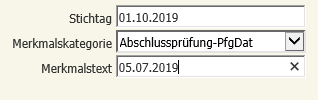 Stichtag 01.10.2019
Merkmalskategorie Abschlussprüfung-PfgDat
Merkmalstext 05.07.2019